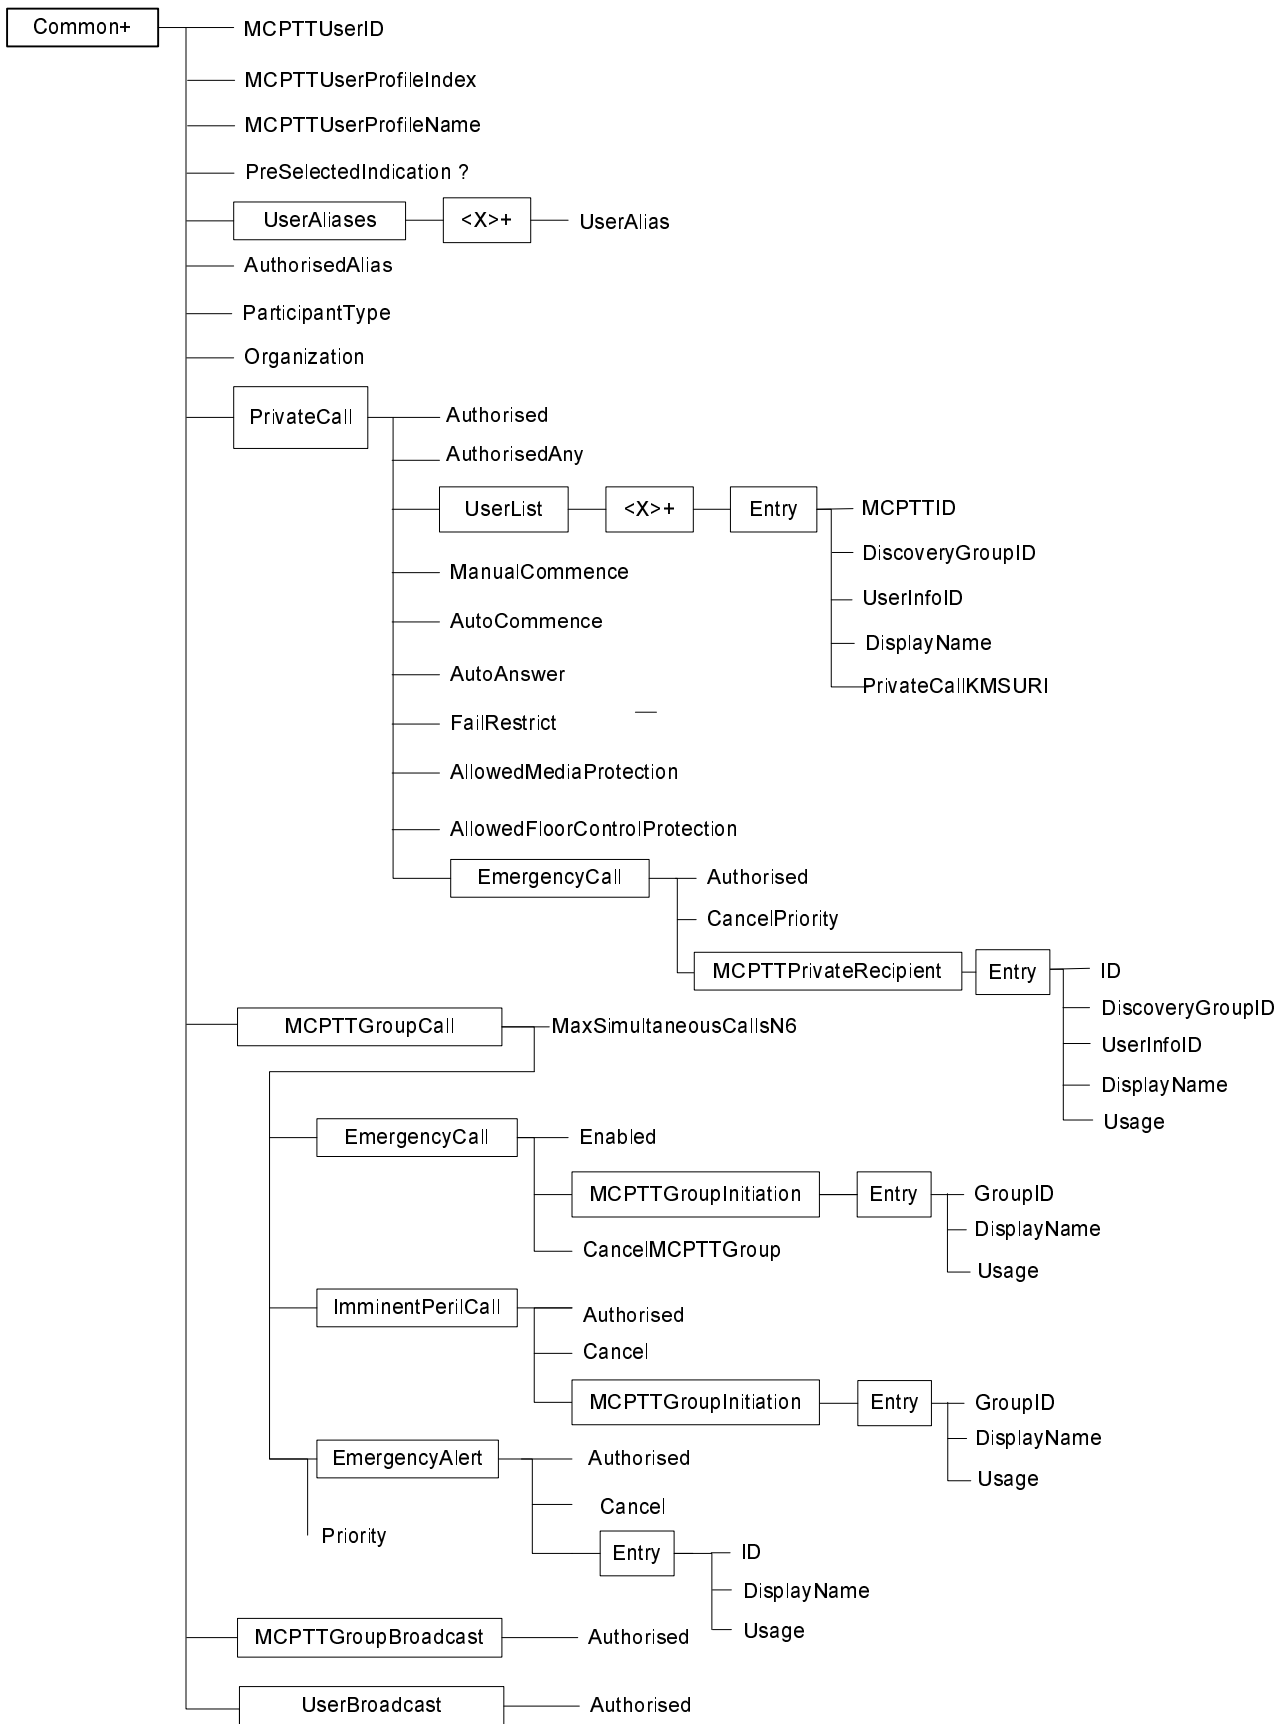 Common+
MCPTTUserID
MCPTTUserProfileIndex
MCPTTUserProfileName
PreSelectedIndication ?
UserAliases <X>+ UserAlias
AuthorisedAlias
ParticipantType
Organization
PrivateCall
Authorised
AuthorisedAny
UserList <X>+ Entry
MCPTTID
DiscoveryGroupID
UserInfoID
DisplayName
PrivateCallKMSURI
ManualCommence
AutoCommence
AutoAnswer
FailRestrict
AllowedMediaProtection
AllowedFloorControlProtection
EmergencyCall
Authorised
CancelPriority
MCPTTPrivateRecipient Entry
ID
DiscoveryGroupID
UserInfoID
DisplayName
Usage
MCPTTGroupCall
MaxSimultaneousCallsN6
EmergencyCall
Enabled
MCPTTGroupInitiation Entry
GroupID
DisplayName
Usage
CancelMCPTTGroup
ImminentPerilCall
Authorised
Cancel
MCPTTGroupInitiation Entry
GroupID
DisplayName
Usage
EmergencyAlert
Authorised
Cancel
Entry
ID
DisplayName
Usage
Priority
MCPTTGroupBroadcast
Authorised
UserBroadcast
Authorised